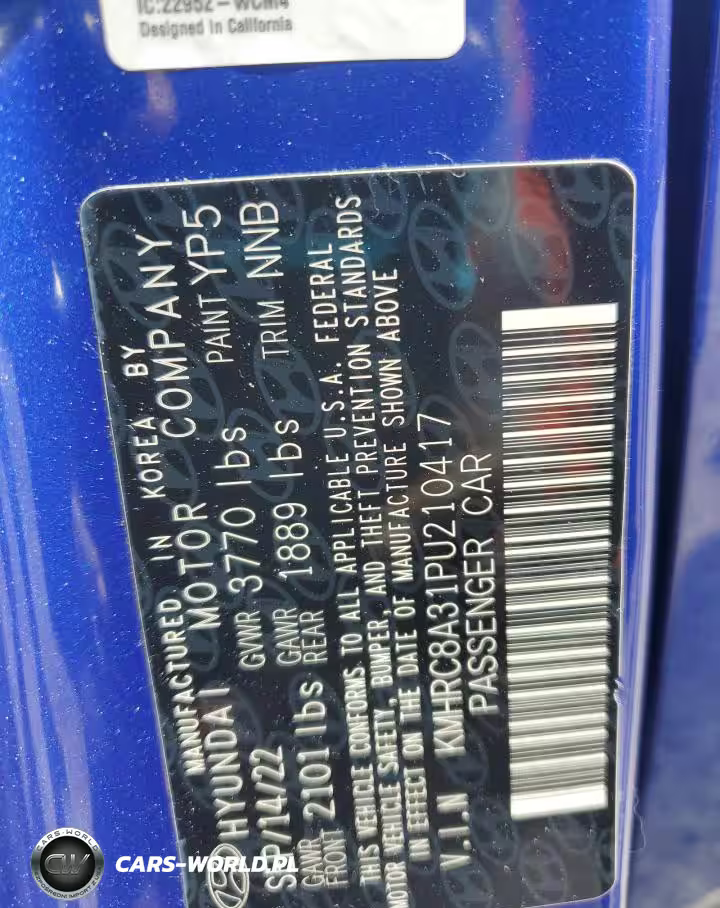 IC:22952-WCM4
Designed in California
MANUFACTURED IN KOREA BY
HYUNDAI MOTOR COMPANY
SEP/14/22 GVWR 3770 lbs PAINT YP5
GAWR FRONT 2101 lbs GAWR REAR 1889 lbs TRIM NNB
THIS VEHICLE CONFORMS TO ALL APPLICABLE U.S.A. FEDERAL
MOTOR VEHICLE SAFETY, BUMPER, AND THEFT PREVENTION STANDARDS
IN EFFECT ON THE DATE OF MANUFACTURE SHOWN ABOVE
V.I.N KMHRC8A31PU210417
PASSENGER CAR
CARS-WORLD
CW
CARS-WORLD.PL